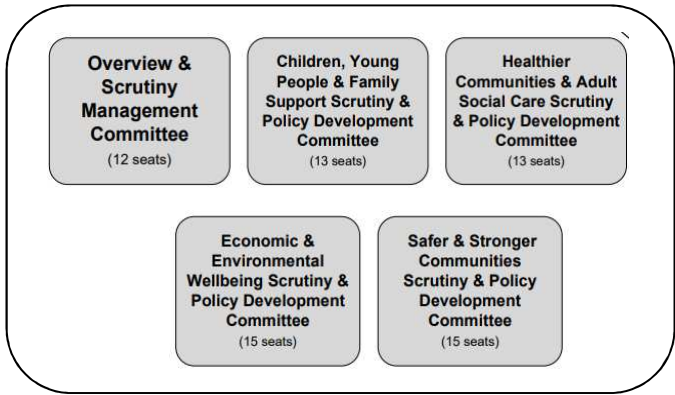 Overview &
Scrutiny
Management
Committee
(12 seats)
Children, Young
People & Family
Support Scrutiny &
Policy Development
Committee
(13 seats)
Healthier
Communities & Adult
Social Care Scrutiny
& Policy Development
Committee
(13 seats)
Economic &
Environmental
Wellbeing Scrutiny &
Policy Development
Committee
(15 seats)
Safer & Stronger
Communities
Scrutiny & Policy
Development
Committee
(15 seats)